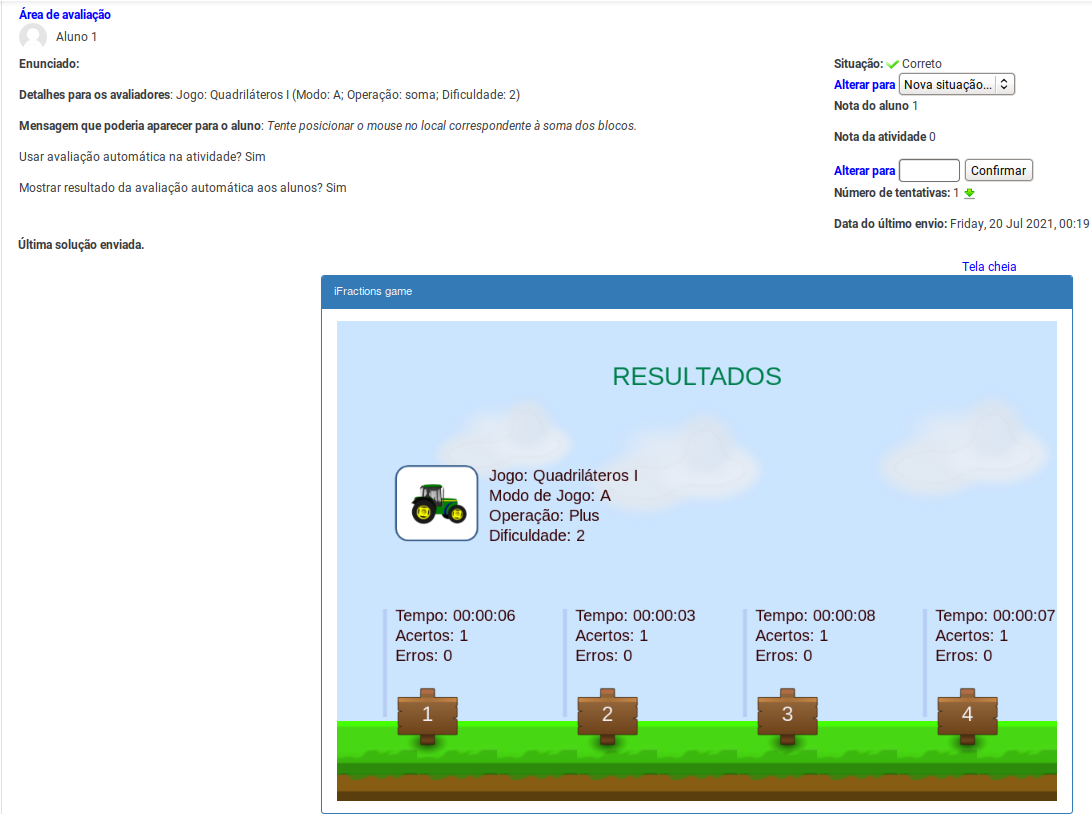 Área de avaliação
Aluno 1
Enunciado:
Detalhes para os avaliadores: Jogo: Quadriláteros I (Modo: A; Operação: soma; Dificuldade: 2)
Mensagem que poderia aparecer para o aluno: Tente posicionar o mouse no local correspondente à soma dos blocos.
Usar avaliação automática na atividade? Sim
Mostrar resultado da avaliação automática aos alunos? Sim
Situação: Correto
Alterar para Nova situação...
Nota do aluno 1
Nota da atividade 0
Alterar para Confirmar
Número de tentativas: 1
Data do último envio: Friday, 20 Jul 2021, 00:19
Última solução enviada.
Tela cheia
iFractions game
RESULTADOS
Jogo: Quadriláteros I
Modo de Jogo: A
Operação: Plus
Dificuldade: 2
Tempo: 00:00:06
Acertos: 1
Erros: 0
1
Tempo: 00:00:03
Acertos: 1
Erros: 0
2
Tempo: 00:00:08
Acertos: 1
Erros: 0
3
Tempo: 00:00:07
Acertos: 1
Erros: 0
4